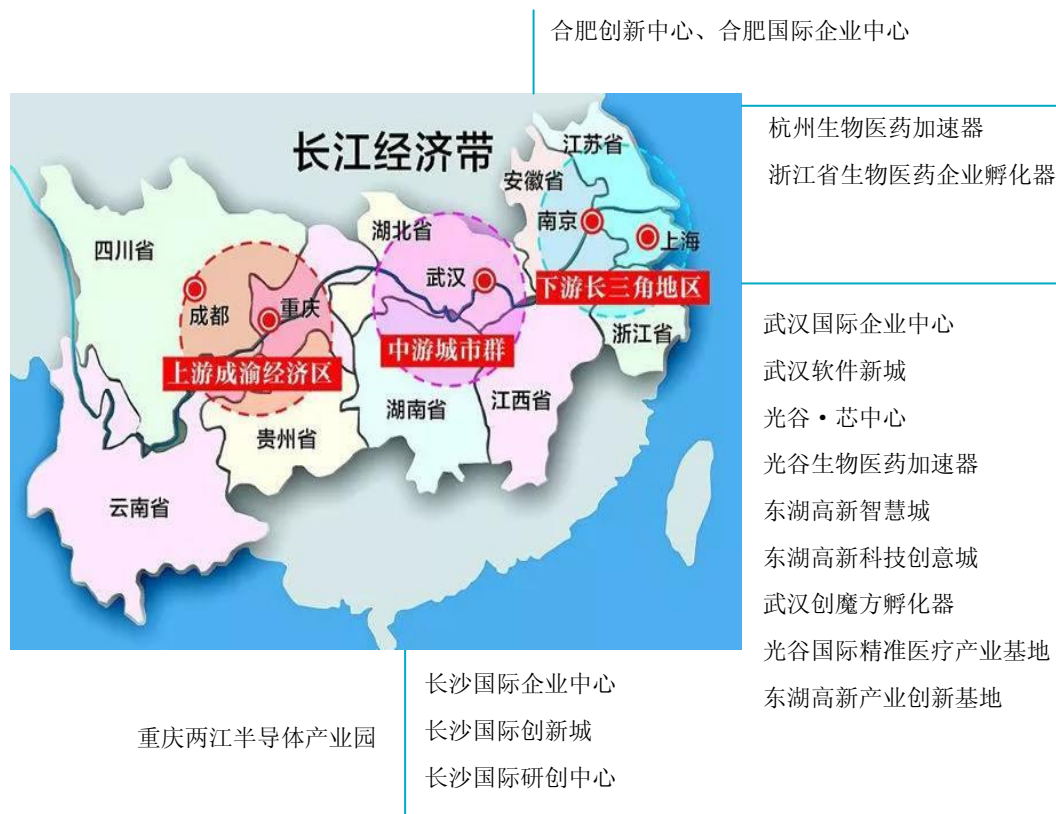 合肥创新中心、合肥国际企业中心
杭州生物医药加速器
浙江省生物医药企业孵化器
长江经济带
江苏省
安徽省
南京
上海
湖北省
四川省
武汉
下游长三角地区
成都
重庆
浙江省
中游城市群
上游成渝经济区
江西省
湖南省
贵州省
云南省
武汉国际企业中心
武汉软件新城
光谷•芯中心
光谷生物医药加速器
东湖高新智慧城
东湖高新科技创意城
武汉创魔方孵化器
光谷国际精准医疗产业基地
东湖高新产业创新基地
长沙国际企业中心
长沙国际创新城
长沙国际研创中心
重庆两江半导体产业园